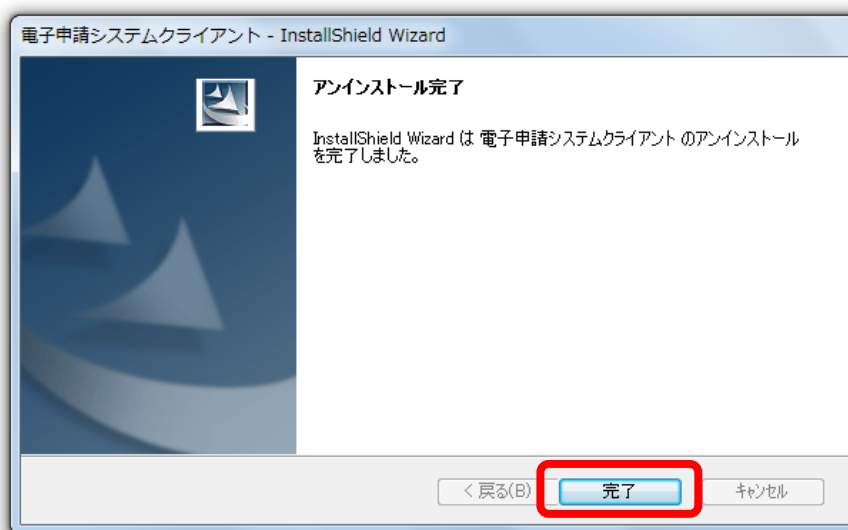 電子申請システムクライアント - InstallShield Wizard
アンインストール完了
InstallShield Wizard は 電子申請システムクライアント のアンインストール
を完了しました。
< 戻る(B)
完了
キャンセル